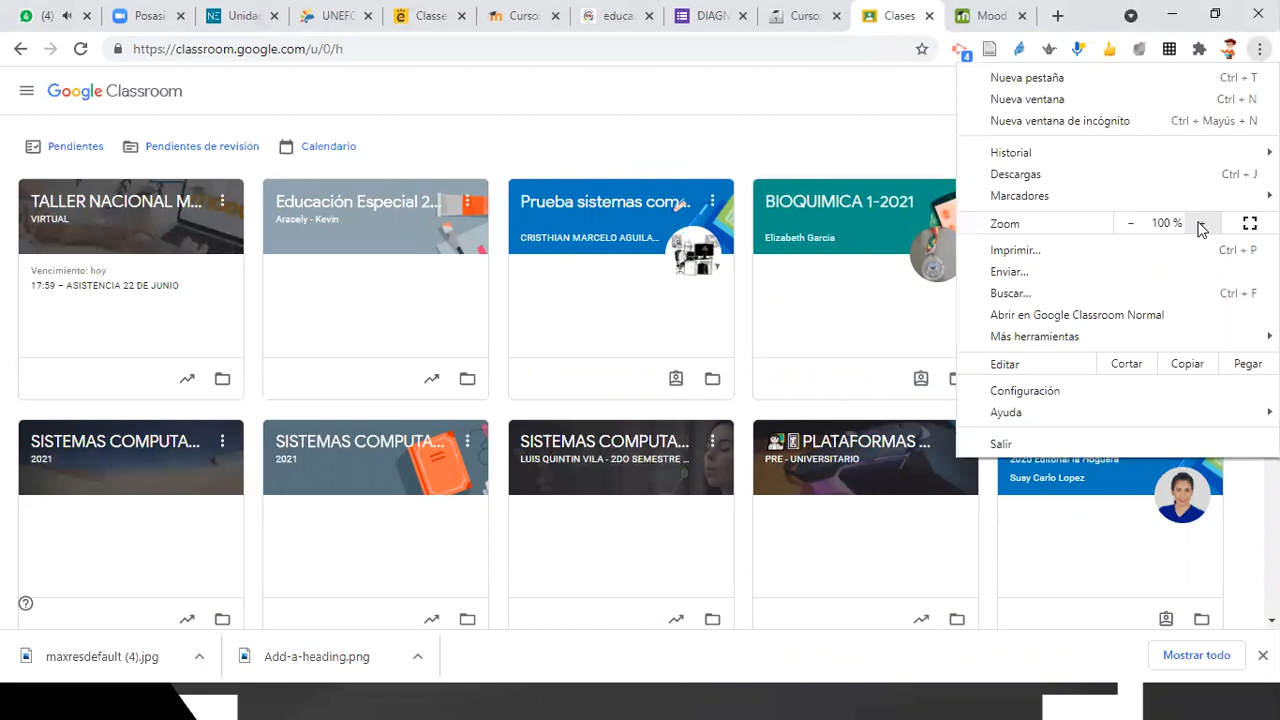 (4)
Posasi
Unida
UNEFC
Classe
Curso
educa
DIAGN
Curso
Clases
Mood
https://classroom.google.com/u/0/h
4
Google Classroom
Pendientes
Pendientes de revisión
Calendario
TALLER NACIONAL M...
VIRTUAL
Vencimiento: hoy
17:59 – ASISTENCIA 22 DE JUNIO
Educación Especial 2...
Aracely - Kevin
Prueba sistemas com...
CRISTHIAN MARCELO AGUILA...
BIOQUIMICA 1-2021
Elizabeth Garcia
SISTEMAS COMPUTA...
2021
SISTEMAS COMPUTA...
2021
SISTEMAS COMPUTA...
LUIS QUINTIN VILA - 2DO SEMESTRE ...
PLATAFORMAS ...
PRE - UNIVERSITARIO
2020 Editorial la Hoguera
Susy Carlo Lopez
Nueva pestaña Ctrl + T
Nueva ventana Ctrl + N
Nueva ventana de incógnito Ctrl + Mayús + N
Historial
Descargas Ctrl + J
Marcadores
Zoom − 100 % +
Imprimir... Ctrl + P
Enviar...
Buscar... Ctrl + F
Abrir en Google Classroom Normal
Más herramientas
Editar Cortar Copiar Pegar
Configuración
Ayuda
Salir
maxresdefault (4).jpg
Add-a-heading.png
Mostrar todo